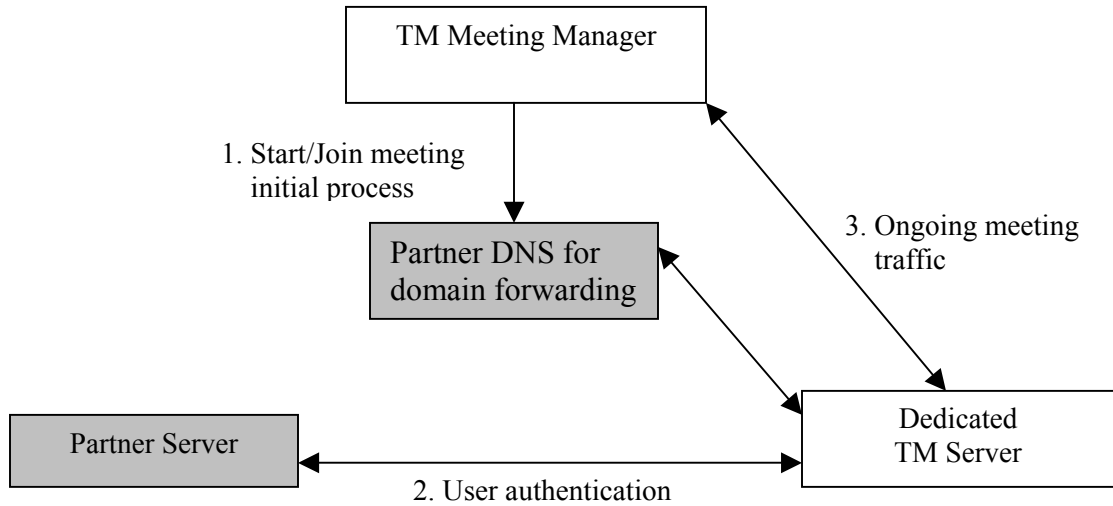 TM Meeting Manager
1. Start/Join meeting
initial process
Partner DNS for
domain forwarding
3. Ongoing meeting
traffic
Partner Server
Dedicated
TM Server
2. User authentication